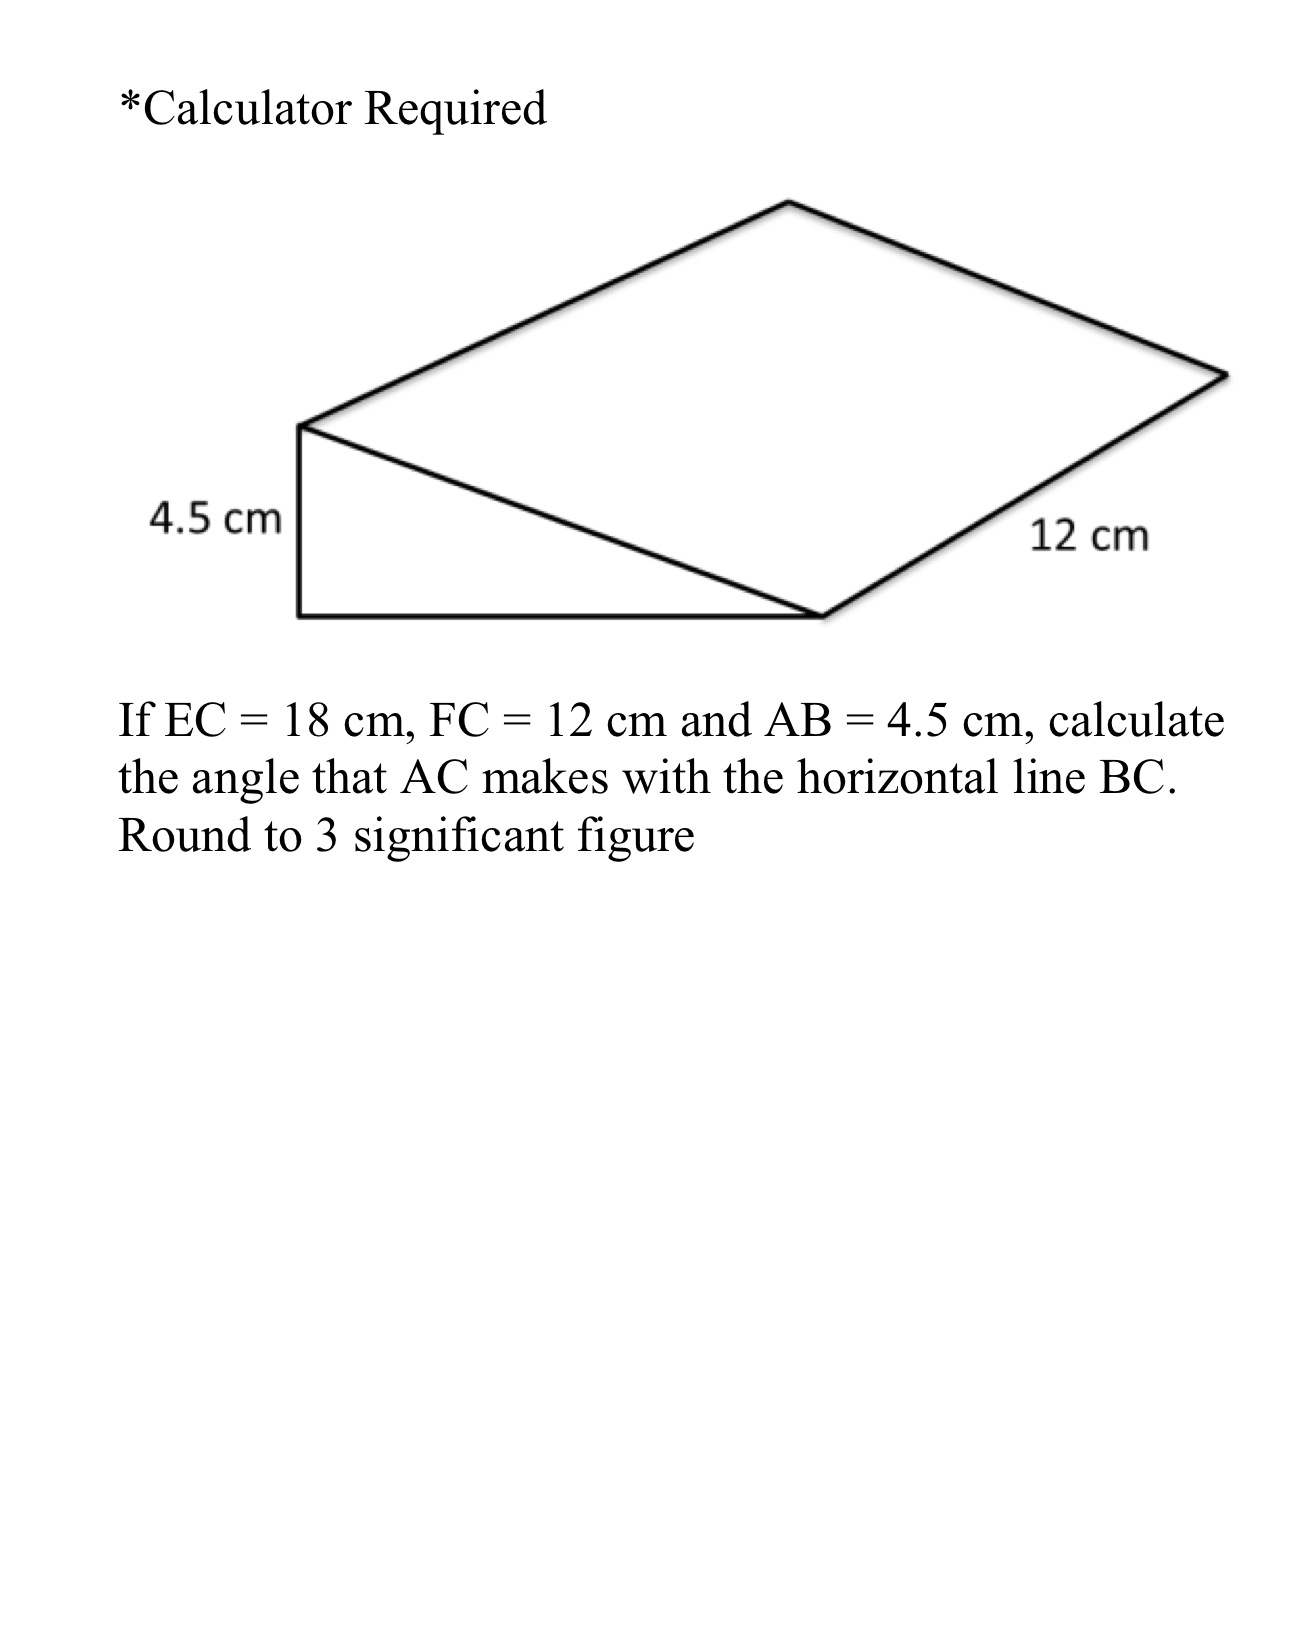 *Calculator Required
4.5 cm
12 cm
If EC = 18 cm, FC = 12 cm and AB = 4.5 cm, calculate
the angle that AC makes with the horizontal line BC.
Round to 3 significant figure